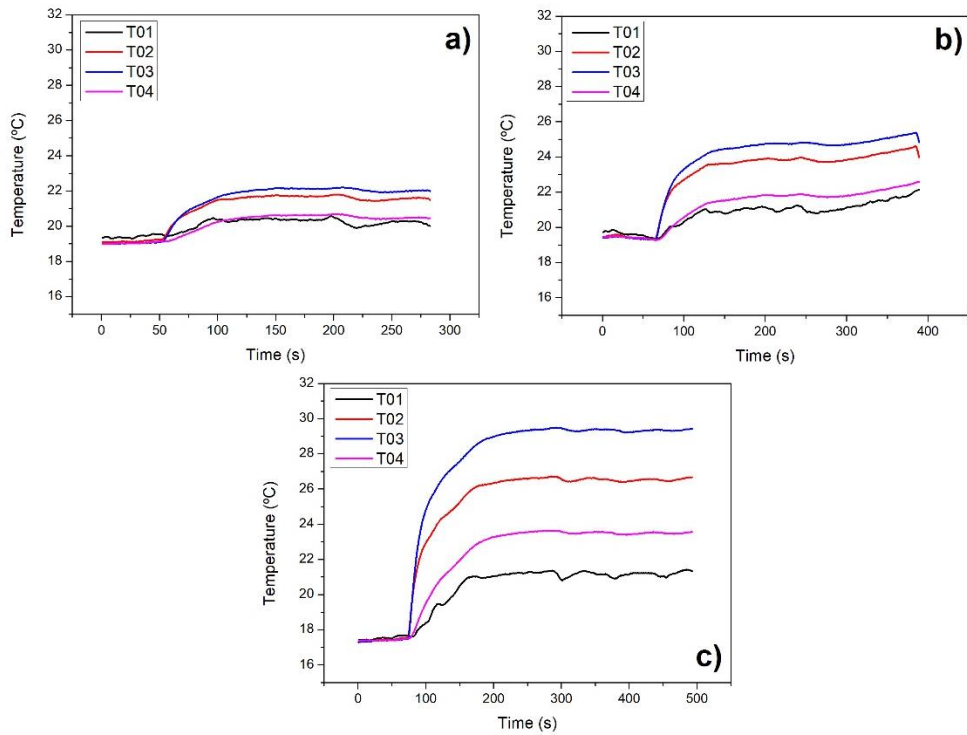 T01
T02
T03
T04
a)
32
30
28
26
24
22
20
18
16
Temperature (ºC)
0 50 100 150 200 250 300
Time (s)
T01
T02
T03
T04
b)
32
30
28
26
24
22
20
18
16
Temperature (ºC)
0 100 200 300 400
Time (s)
T01
T02
T03
T04
c)
32
30
28
26
24
22
20
18
16
Temperature (ºC)
0 100 200 300 400 500
Time (s)